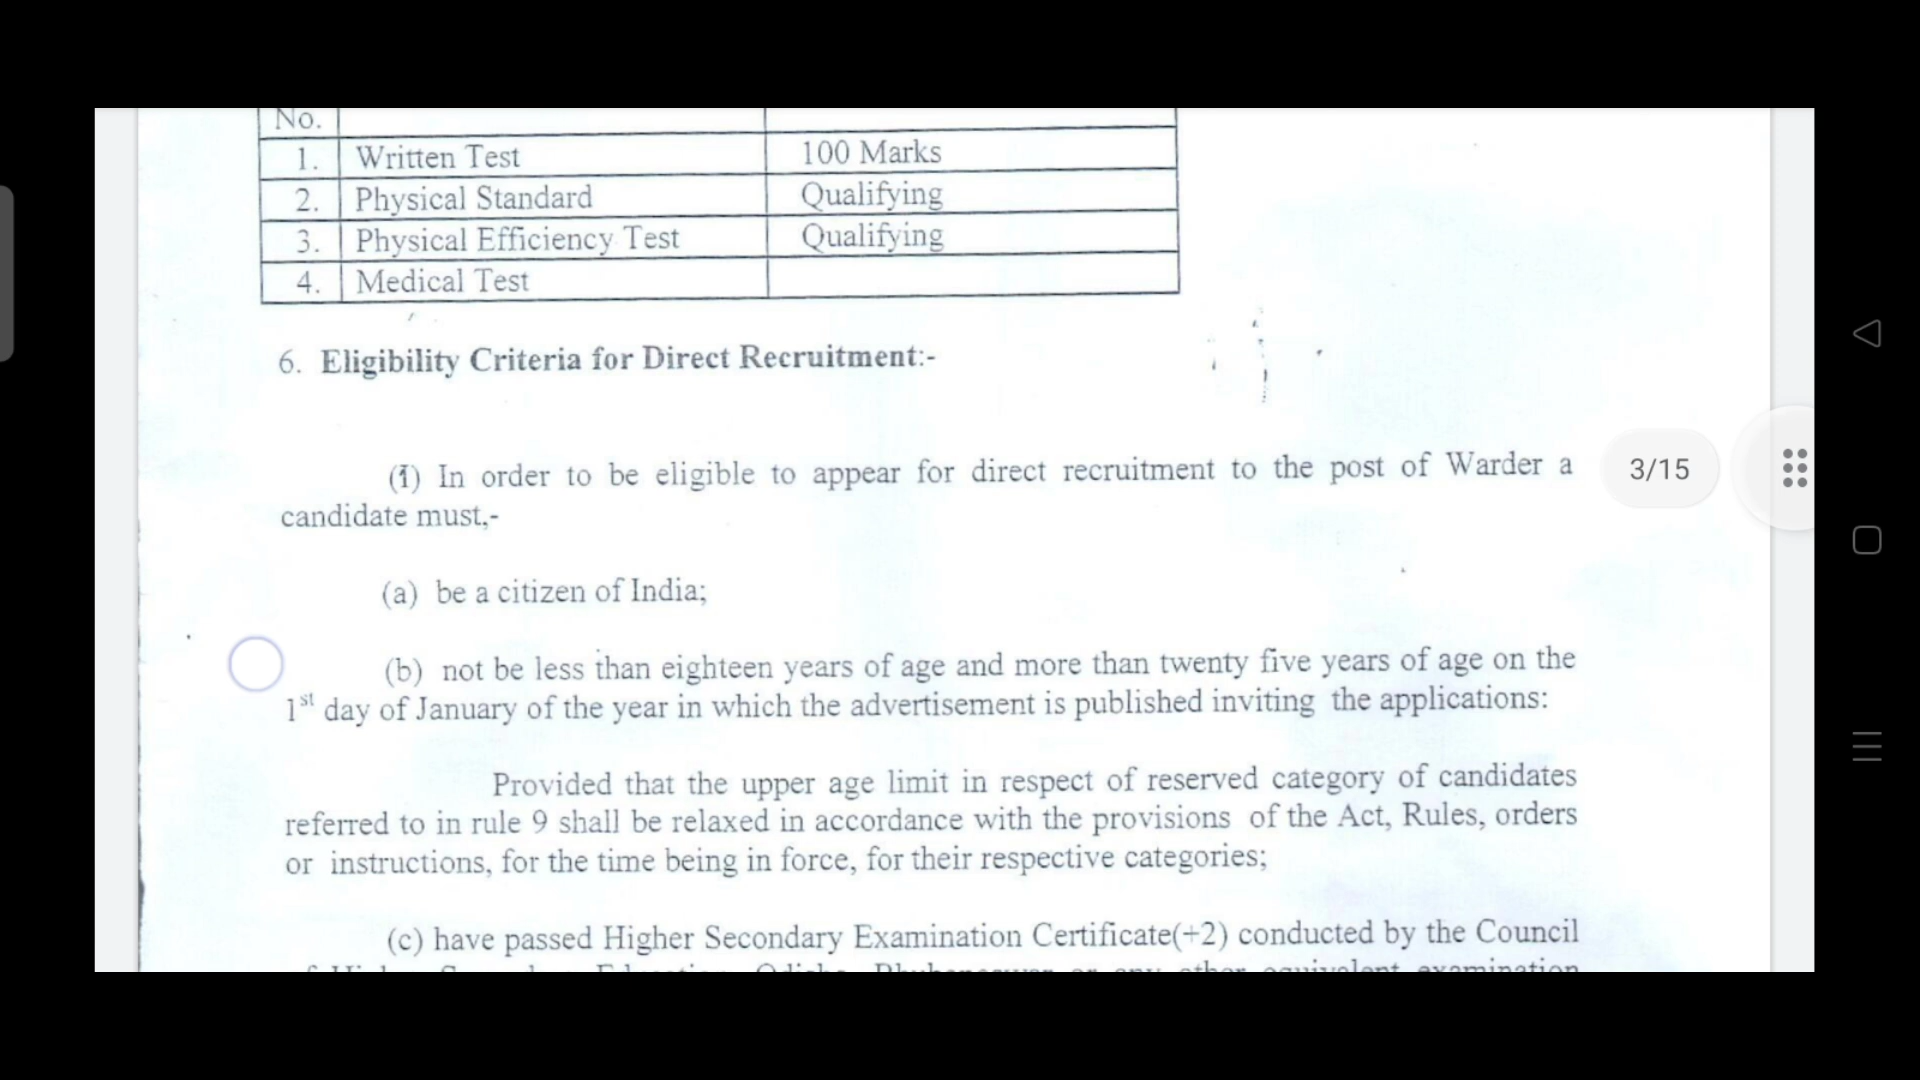 No.
1. Written Test 100 Marks
2. Physical Standard Qualifying
3. Physical Efficiency Test Qualifying
4. Medical Test
6. Eligibility Criteria for Direct Recruitment:-
(1) In order to be eligible to appear for direct recruitment to the post of Warder a
3/15
candidate must,-
(a) be a citizen of India;
(b) not be less than eighteen years of age and more than twenty five years of age on the
1st day of January of the year in which the advertisement is published inviting the applications:
Provided that the upper age limit in respect of reserved category of candidates
referred to in rule 9 shall be relaxed in accordance with the provisions of the Act, Rules, orders
or instructions, for the time being in force, for their respective categories;
(c) have passed Higher Secondary Examination Certificate(+2) conducted by the Council
other equivalent examination